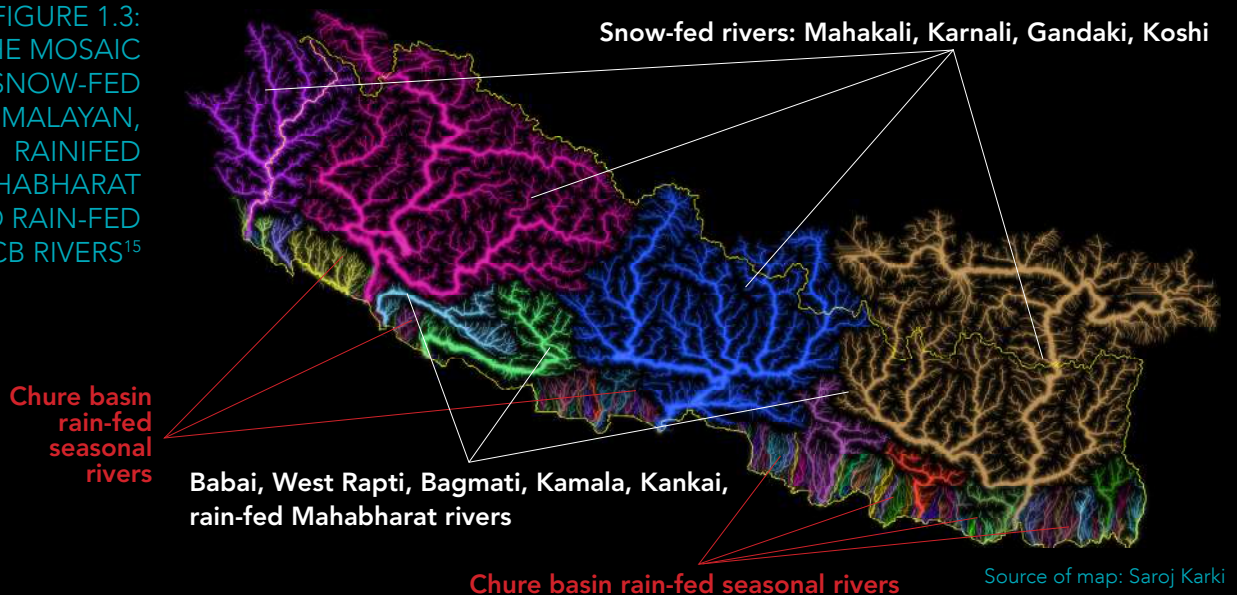 FIGURE 1.3:
HE MOSAIC
SNOW-FED
MALAYAN,
RAINIFED
HABHARAT
RAIN-FED
CB RIVERS15
Snow-fed rivers: Mahakali, Karnali, Gandaki, Koshi
Chure basin
rain-fed
seasonal
rivers
Babai, West Rapti, Bagmati, Kamala, Kankai,
rain-fed Mahabharat rivers
Chure basin rain-fed seasonal rivers
Source of map: Saroj Karki